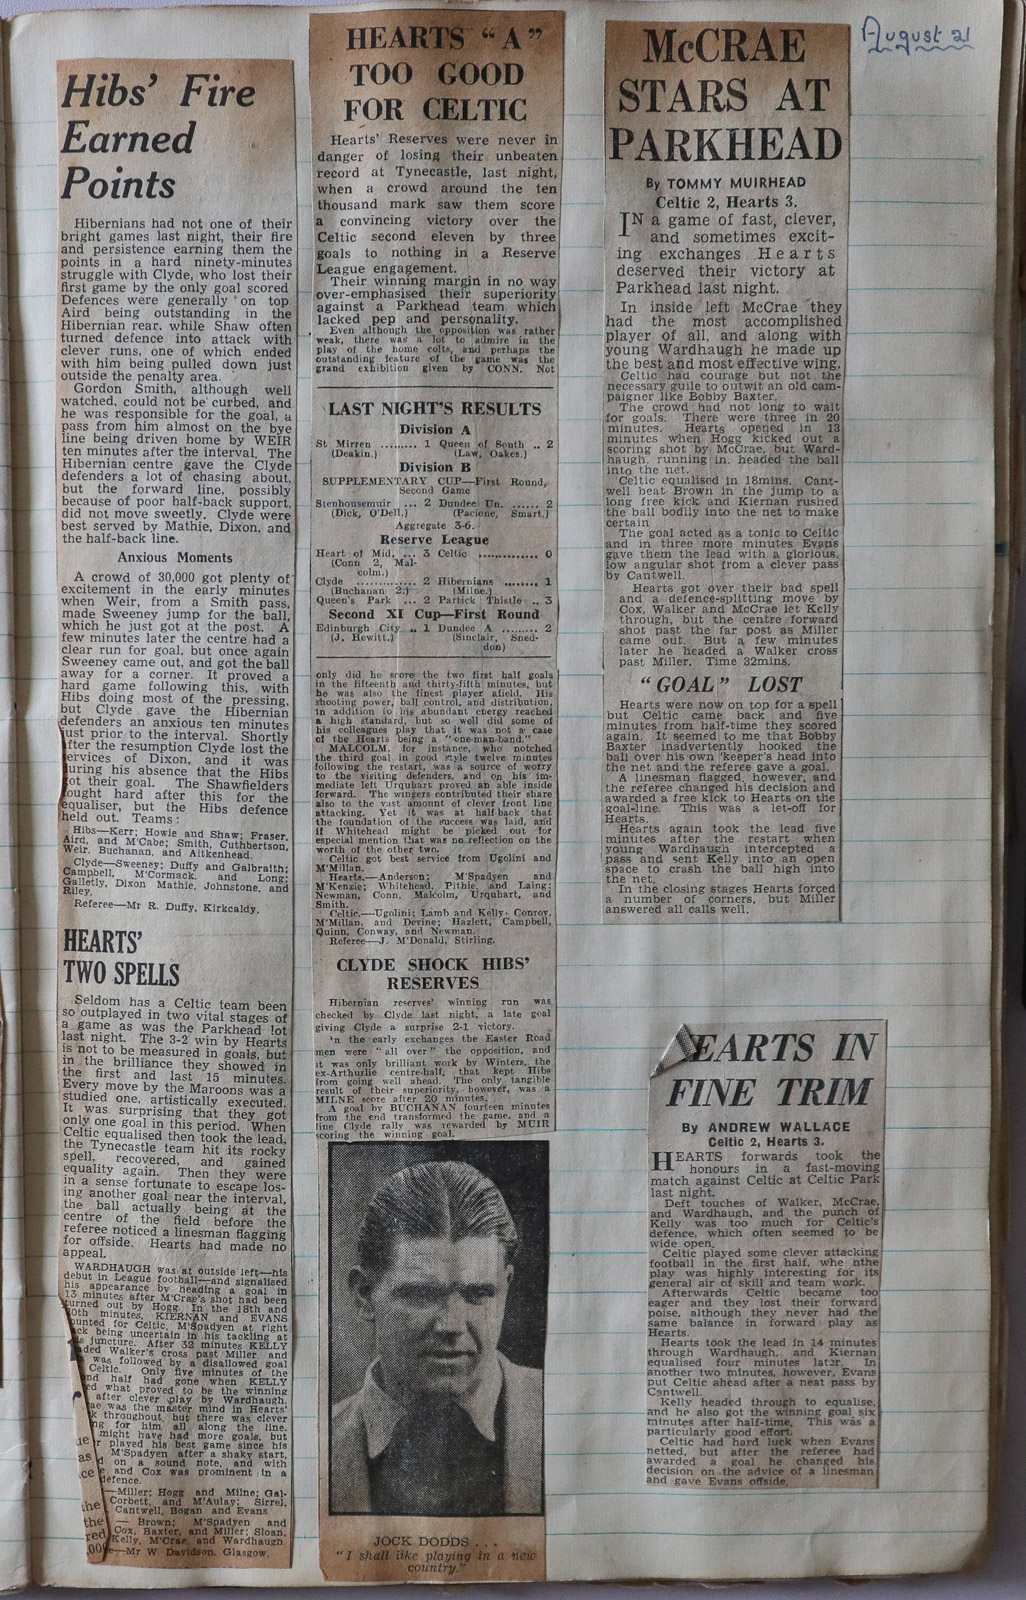 August 21
Hibs' Fire
Earned
Points
Hibernians had not one of their
bright games last night, their fire
and persistence earning them the
points in a hard ninety-minutes
struggle with Clyde, who lost their
first game by the only goal scored
Defences were generally on top.
Aird being outstanding in the
Hibernian rear, while Shaw often
turned defence into attack with
clever runs, one of which ended
with him being pulled down just
outside the penalty area.
Gordon Smith, although well
watched, could not be curbed, and
he was responsible for the goal, a
pass from him almost on the bye
line being driven home by WEIR
ten minutes after the interval. The
Hibernian centre gave the Clyde
defenders a lot of chasing about,
but the forward line, possibly
because of poor half-back support,
did not move sweetly. Clyde were
best served by Mathie, Dixon, and
the half-back line.
Anxious Moments
A crowd of 30,000 got plenty of
excitement in the early minutes
when Weir, from a Smith pass,
made Sweeney jump for the ball,
which he just got at the post. A
few minutes later the centre had a
clear run for goal, but once again
Sweeney came out, and got the ball
away for a corner. It proved a
hard game following this, with
Hibs doing most of the pressing,
but Clyde gave the Hibernian
defenders an anxious ten minutes
just prior to the interval. Shortly
after the resumption Clyde lost the
services of Dixon, and it was
during his absence that the Hibs
got their goal. The Shawfielders
fought hard after this for the
equaliser, but the Hibs defence
held out. Teams:
Hibs—Kerr; Howie and Shaw; Fraser,
Aird, and M'Cabe; Smith, Cuthbertson,
Weir, Buchanan, and Aitkenhead.
Clyde—Sweeney; Duffy and Galbraith;
Campbell, M'Cormack, and Long;
Galletly, Dixon Mathie, Johnstone, and
Riley.
Referee—Mr R. Duffy, Kirkcaldy.
HEARTS'
TWO SPELLS
Seldom has a Celtic team been
so outplayed in two vital stages of
a game as was the Parkhead lot
last night. The 3-2 win by Hearts
is not to be measured in goals, but
in the brilliance they showed in
the first and last 15 minutes.
Every move by the Maroons was a
studied one, artistically executed.
It was surprising that they got
only one goal in this period. When
Celtic equalised then took the lead,
the Tynecastle team hit its rocky
spell, recovered, and gained
equality again. Then they were
in a sense fortunate to escape los-
ing another goal near the interval,
the ball actually being at the
centre of the field before the
referee noticed a linesman flagging
for offside. Hearts had made no
appeal.
WARDHAUGH was at outside left—his
debut in League football—and signalised
his appearance by heading a goal in
13 minutes after M'Crae's shot had been
turned out by Hogg. In the 18th and
20th minutes, KIERNAN and EVANS
ounted for Celtic, M'Spadyen at right
ck being uncertain in his tackling at
s juncture. After 32 minutes KELLY
ded Walker's cross past Miller, and
was followed by a disallowed goal
Celtic. Only five minutes of the
nd half had gone when KELLY
ed what proved to be the winning
after clever play by Wardhaugh.
ae was the master mind in Hearts'
k throughout, but there was clever
ng for him all along the line.
might have had more goals, but
r played his best game since his
M'Spadyen after a shaky start,
d on a sound note, and with
e and Cox was prominent in a
defence.
—Miller; Hogg and Milne; Gal-
Corbett, and M'Aulay; Sirrel,
Cantwell, Bogan and Evans
— Brown; M'Spadyen and
Cox, Baxter, and Miller; Sloan,
Kelly, M'Crae, and Wardhaugh
e—Mr W. Davidson, Glasgow.
HEARTS "A"
TOO GOOD
FOR CELTIC
Hearts' Reserves were never in
danger of losing their unbeaten
record at Tynecastle, last night,
when a crowd around the ten
thousand mark saw them score
a convincing victory over the
Celtic second eleven by three
goals to nothing in a Reserve
League engagement.
Their winning margin in no way
over-emphasised their superiority
against a Parkhead team which
lacked pep and personality.
Even although the opposition was rather
weak, there was a lot to admire in the
play of the home colts, and perhaps the
outstanding feature of the game was the
grand exhibition given by CONN. Not
LAST NIGHT'S RESULTS
Division A
St Mirren ......... 1 Queen of South .. 2
(Deakin.) (Law, Oakes.)
Division B
SUPPLEMENTARY CUP—First Round,
Second Game
Stenhousemuir ... 2 Dundee Un. ...... 2
(Dick, O'Dell.) (Pacione, Smart.)
Aggregate 3-6.
Reserve League
Heart of Mid. ... 3 Celtic ............. 0
(Conn 2, Mal-
colm.)
Clyde ............... 2 Hibernians ........ 1
(Buchanan 2.) (Milne.)
Queen's Park ... 2 Partick Thistle .. 3
Second XI Cup—First Round
Edinburgh City .. 1 Dundee A ......... 2
(J. Hewitt.) (Sinclair, Sned-
don)
only did he score the two first half goals
in the fifteenth and thirty-fifth minutes, but
he was also the finest player afield. His
shooting power, ball control, and distribution,
in addition to his abundant energy reached
a high standard, but so well did some of
his colleagues play that it was not a case
of the Hearts being a "one-man-band."
MALCOLM, for instance, who notched
the third goal in good style twelve minutes
following the restart, was a source of worry
to the visiting defenders, and on his im-
mediate left Urquhart proved an able inside
forward. The wingers contributed their share
also to the vast amount of clever front line
attacking. Yet it was at half-back that
the foundation of the success was laid, and
if Whitehead might be picked out for
especial mention that was no reflection on the
worth of the other two.
Celtic got best service from Ugolini and
M'Millan.
Hearts.—Anderson; M'Spadyen and
M'Kenzie; Whitehead, Pithie, and Laing;
Newman, Conn, Malcolm, Urquhart, and
Smith.
Celtic.—Ugolini; Lamb and Kelly; Conroy,
M'Millan, and Devine; Hazlett, Campbell,
Quinn, Conway, and Newman.
Referee—J. M'Donald, Stirling.
CLYDE SHOCK HIBS'
RESERVES
Hibernian reserves' winning run was
checked by Clyde last night, a late goal
giving Clyde a surprise 2-1 victory.
In the early exchanges the Easter Road
men were "all over" the opposition, and
it was only brilliant work by Winters, the
ex-Arthurlie centre-half, that kept Hibs
from going well ahead. The only tangible
result of their superiority, however, was a
MILNE score after 20 minutes.
A goal by BUCHANAN fourteen minutes
from the end transformed the game, and a
fine Clyde rally was rewarded by MUIR
scoring the winning goal.
JOCK DODDS . . .
"I shall like playing in a new
country."
McCRAE
STARS AT
PARKHEAD
By TOMMY MUIRHEAD
Celtic 2, Hearts 3.
IN a game of fast, clever,
and sometimes excit-
ing exchanges Hearts
deserved their victory at
Parkhead last night.
In inside left McCrae they
had the most accomplished
player of all, and along with
young Wardhaugh he made up
the best and most effective wing.
Celtic had courage but not the
necessary guile to outwit an old cam-
paigner like Bobby Baxter.
The crowd had not long to wait
for goals. There were three in 20
minutes. Hearts opened in 13
minutes when Hogg kicked out a
scoring shot by McCrae, but Ward-
haugh, running in, headed the ball
into the net.
Celtic equalised in 18mins. Cant-
well beat Brown in the jump to a
long free kick and Kiernan rushed
the ball bodily into the net to make
certain
The goal acted as a tonic to Celtic
and in three more minutes Evans
gave them the lead with a glorious,
low angular shot from a clever pass
by Cantwell.
Hearts got over their bad spell
and a defence-splitting move by
Cox, Walker and McCrae let Kelly
through, but the centre forward
shot past the far post as Miller
came out. But a few minutes
later he headed a Walker cross
past Miller. Time 32mins.
"GOAL" LOST
Hearts were now on top for a spell
but Celtic came back and five
minutes from half-time they scored
again. It seemed to me that Bobby
Baxter inadvertently hooked the
ball over his own 'keeper's head into
the net and the referee gave a goal.
A linesman flagged, however, and
the referee changed his decision and
awarded a free kick to Hearts on the
goal-line. This was a let-off for
Hearts.
Hearts again took the lead five
minutes after the restart when
young Wardhaugh intercepted a
pass and sent Kelly into an open
space to crash the ball high into
the net.
In the closing stages Hearts forced
a number of corners, but Miller
answered all calls well.
EARTS IN
FINE TRIM
By ANDREW WALLACE
Celtic 2, Hearts 3.
HEARTS forwards took the
honours in a fast-moving
match against Celtic at Celtic Park
last night.
Deft touches of Walker, McCrae,
and Wardhaugh, and the punch of
Kelly was too much for Celtic's
defence, which often seemed to be
wide open.
Celtic played some clever attacking
football in the first half, whe nthe
play was highly interesting for its
general air of skill and team work.
Afterwards Celtic became too
eager and they lost their forward
poise, although they never had the
same balance in forward play as
Hearts.
Hearts took the lead in 14 minutes
through Wardhaugh, and Kiernan
equalised four minutes later. In
another two minutes, however, Evans
put Celtic ahead after a neat pass by
Cantwell.
Kelly headed through to equalise,
and he also got the winning goal six
minutes after half-time. This was a
particularly good effort.
Celtic had hard luck when Evans
netted, but after the referee had
awarded a goal he changed his
decision on the advice of a linesman
and gave Evans offside.